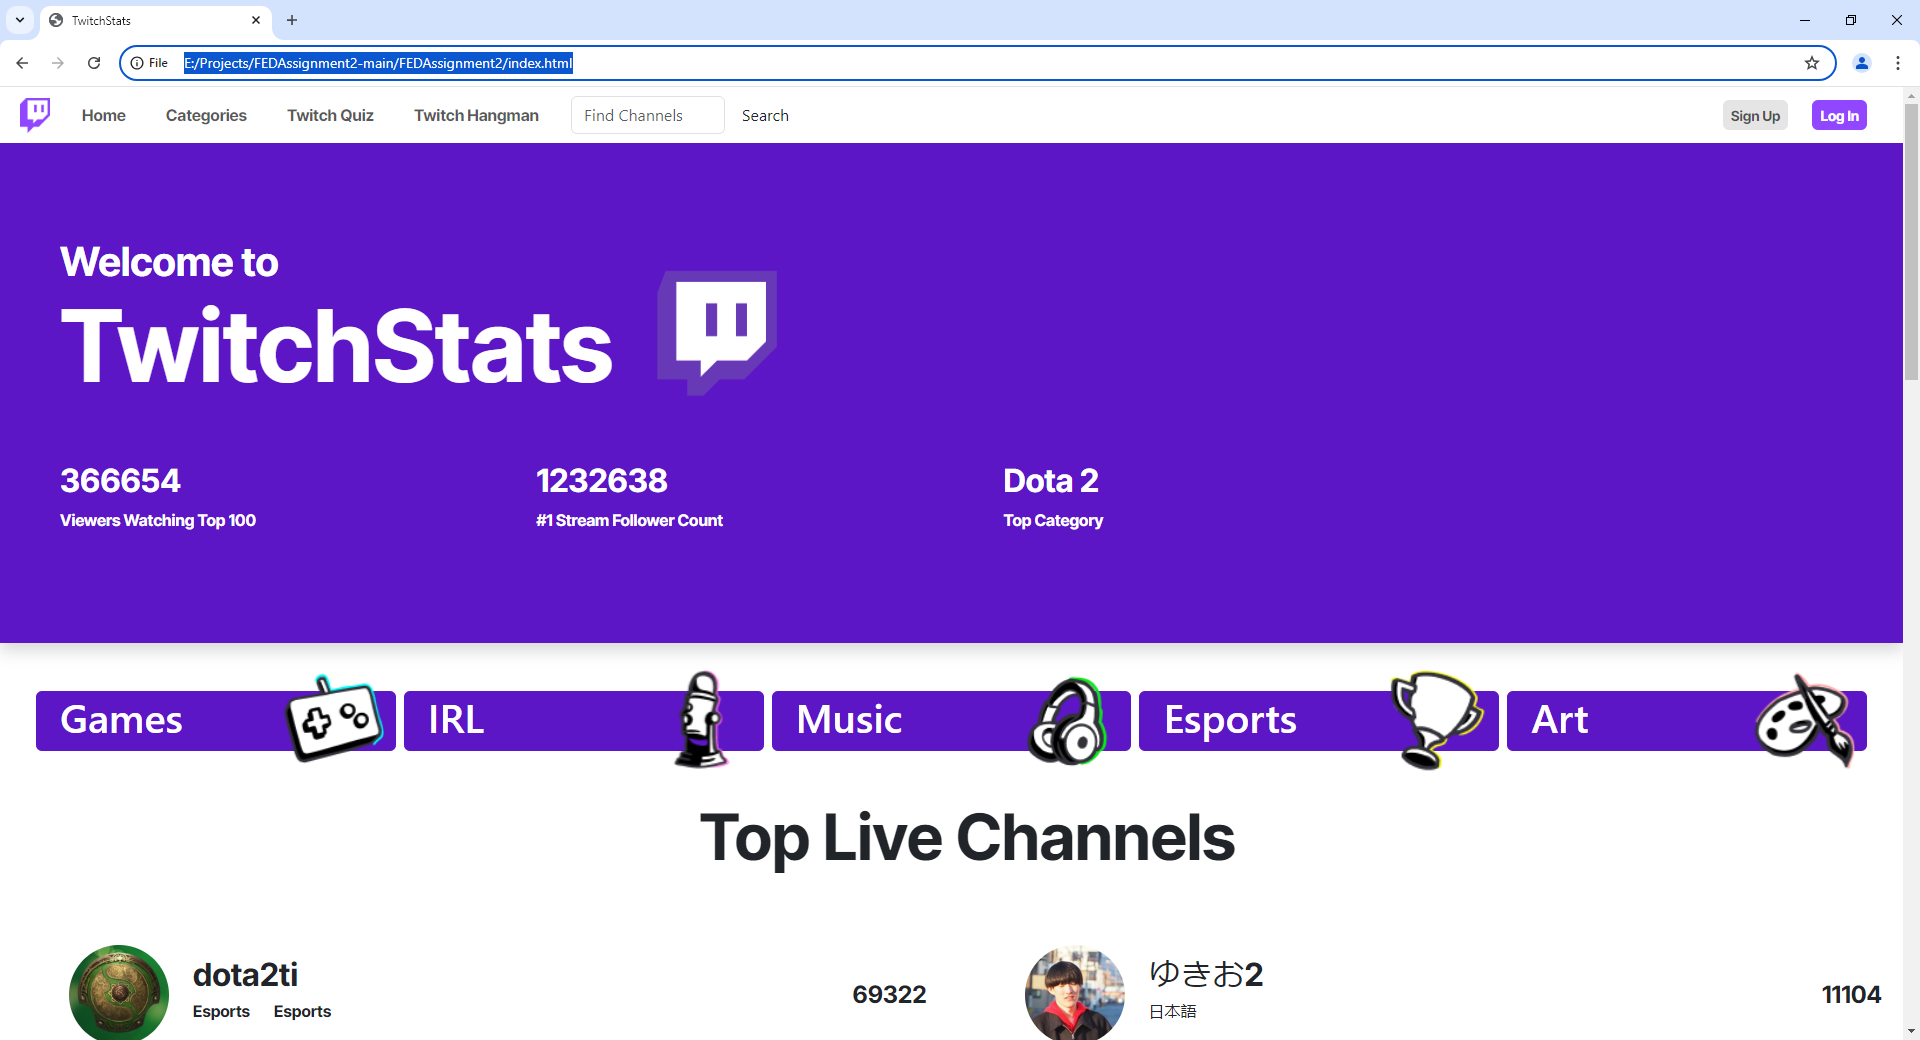 TwitchStats
File E:/Projects/FEDAssignment2-main/FEDAssignment2/index.html
Home Categories Twitch Quiz Twitch Hangman Find Channels Search Sign Up Log In
Welcome to
TwitchStats
366654 1232638 Dota 2
Viewers Watching Top 100 #1 Stream Follower Count Top Category
Games IRL Music Esports Art
Top Live Channels
dota2ti ゆきお2
69322 11104
Esports Esports 日本語